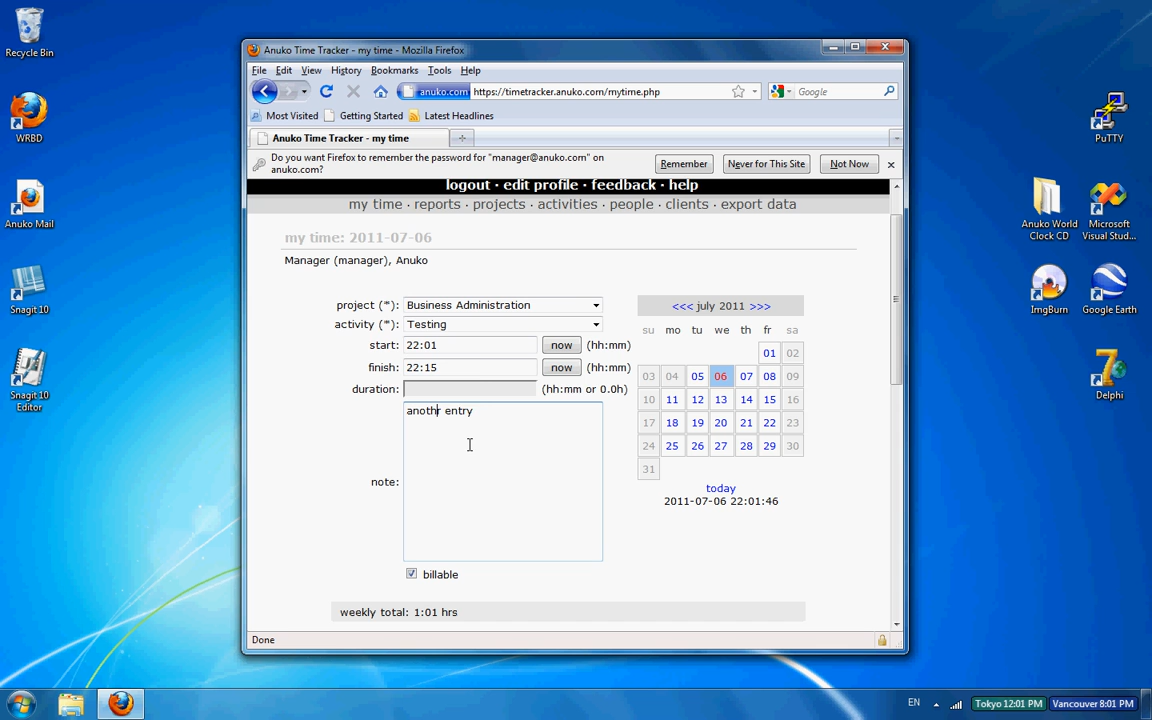 Recycle Bin
WRBD
Anuko Mail
Snagit 10
Snagit 10
Editor
Anuko Time Tracker - my time - Mozilla Firefox
File Edit View History Bookmarks Tools Help
anuko.com https://timetracker.anuko.com/mytime.php
Google
Most Visited Getting Started Latest Headlines
Anuko Time Tracker - my time
Do you want Firefox to remember the password for "manager@anuko.com" on
anuko.com?
Remember Never for This Site Not Now
logout · edit profile · feedback · help
my time · reports · projects · activities · people · clients · export data
my time: 2011-07-06
Manager (manager), Anuko
project (*): Business Administration
activity (*): Testing
start: 22:01 now (hh:mm)
finish: 22:15 now (hh:mm)
duration: (hh:mm or 0.0h)
anothr entry
note:
billable
<<< july 2011 >>>
su mo tu we th fr sa
01 02
03 04 05 06 07 08 09
10 11 12 13 14 15 16
17 18 19 20 21 22 23
24 25 26 27 28 29 30
31
today
2011-07-06 22:01:46
weekly total: 1:01 hrs
Done
PuTTY
Anuko World
Clock CD
Microsoft
Visual Stud...
ImgBurn
Google Earth
Delphi
EN
Tokyo 12:01 PM
Vancouver 8:01 PM